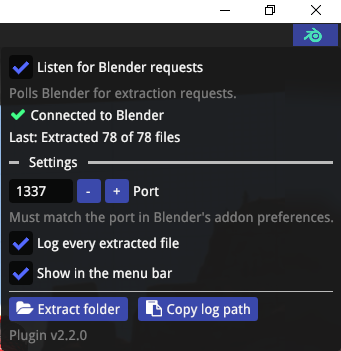 Listen for Blender requests
Polls Blender for extraction requests.
Connected to Blender
Last: Extracted 78 of 78 files
Settings
1337 - + Port
Must match the port in Blender's addon preferences.
Log every extracted file
Show in the menu bar
Extract folder Copy log path
Plugin v2.2.0